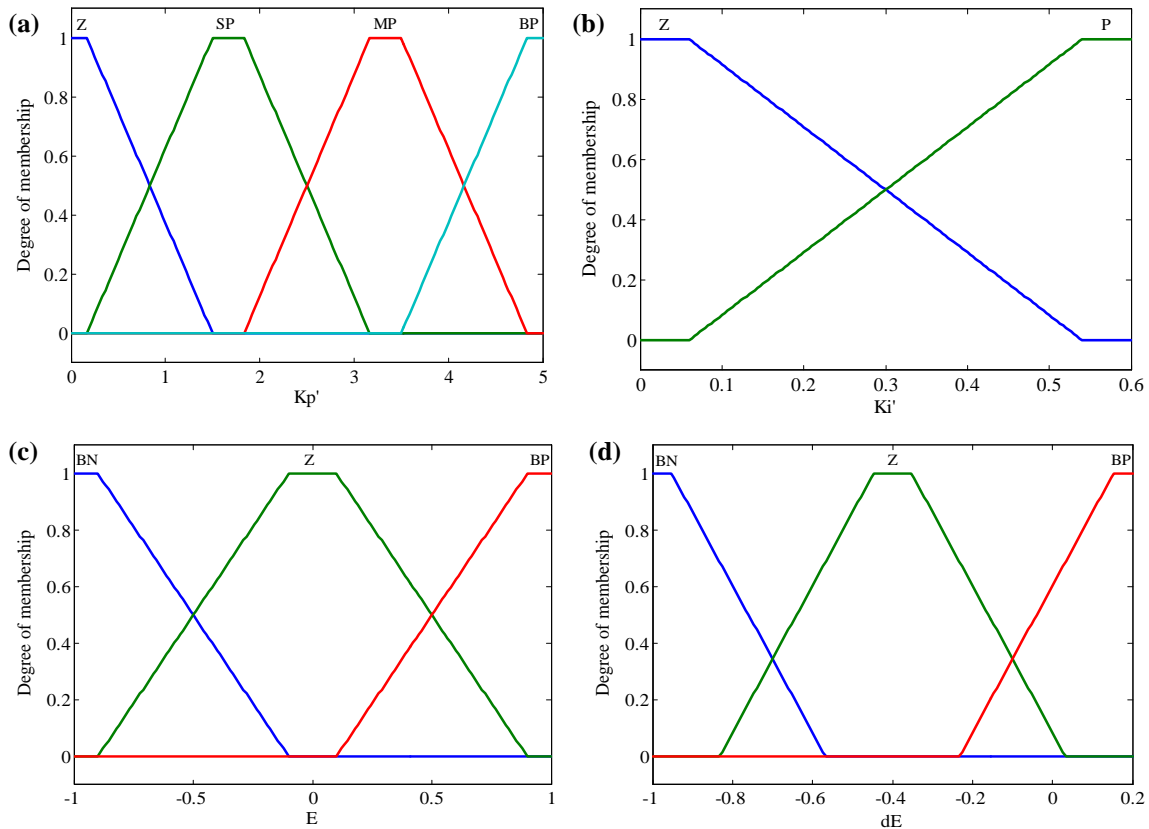 (a)
Z SP MP BP
1
0.8
0.6
0.4
0.2
0
Degree of membership
0 1 2 3 4 5
Kp'
(b)
Z P
1
0.8
0.6
0.4
0.2
0
Degree of membership
0 0.1 0.2 0.3 0.4 0.5 0.6
Ki'
(c)
BN Z BP
1
0.8
0.6
0.4
0.2
0
Degree of membership
-1 -0.5 0 0.5 1
E
(d)
BN Z BP
1
0.8
0.6
0.4
0.2
0
Degree of membership
-1 -0.8 -0.6 -0.4 -0.2 0 0.2
dE